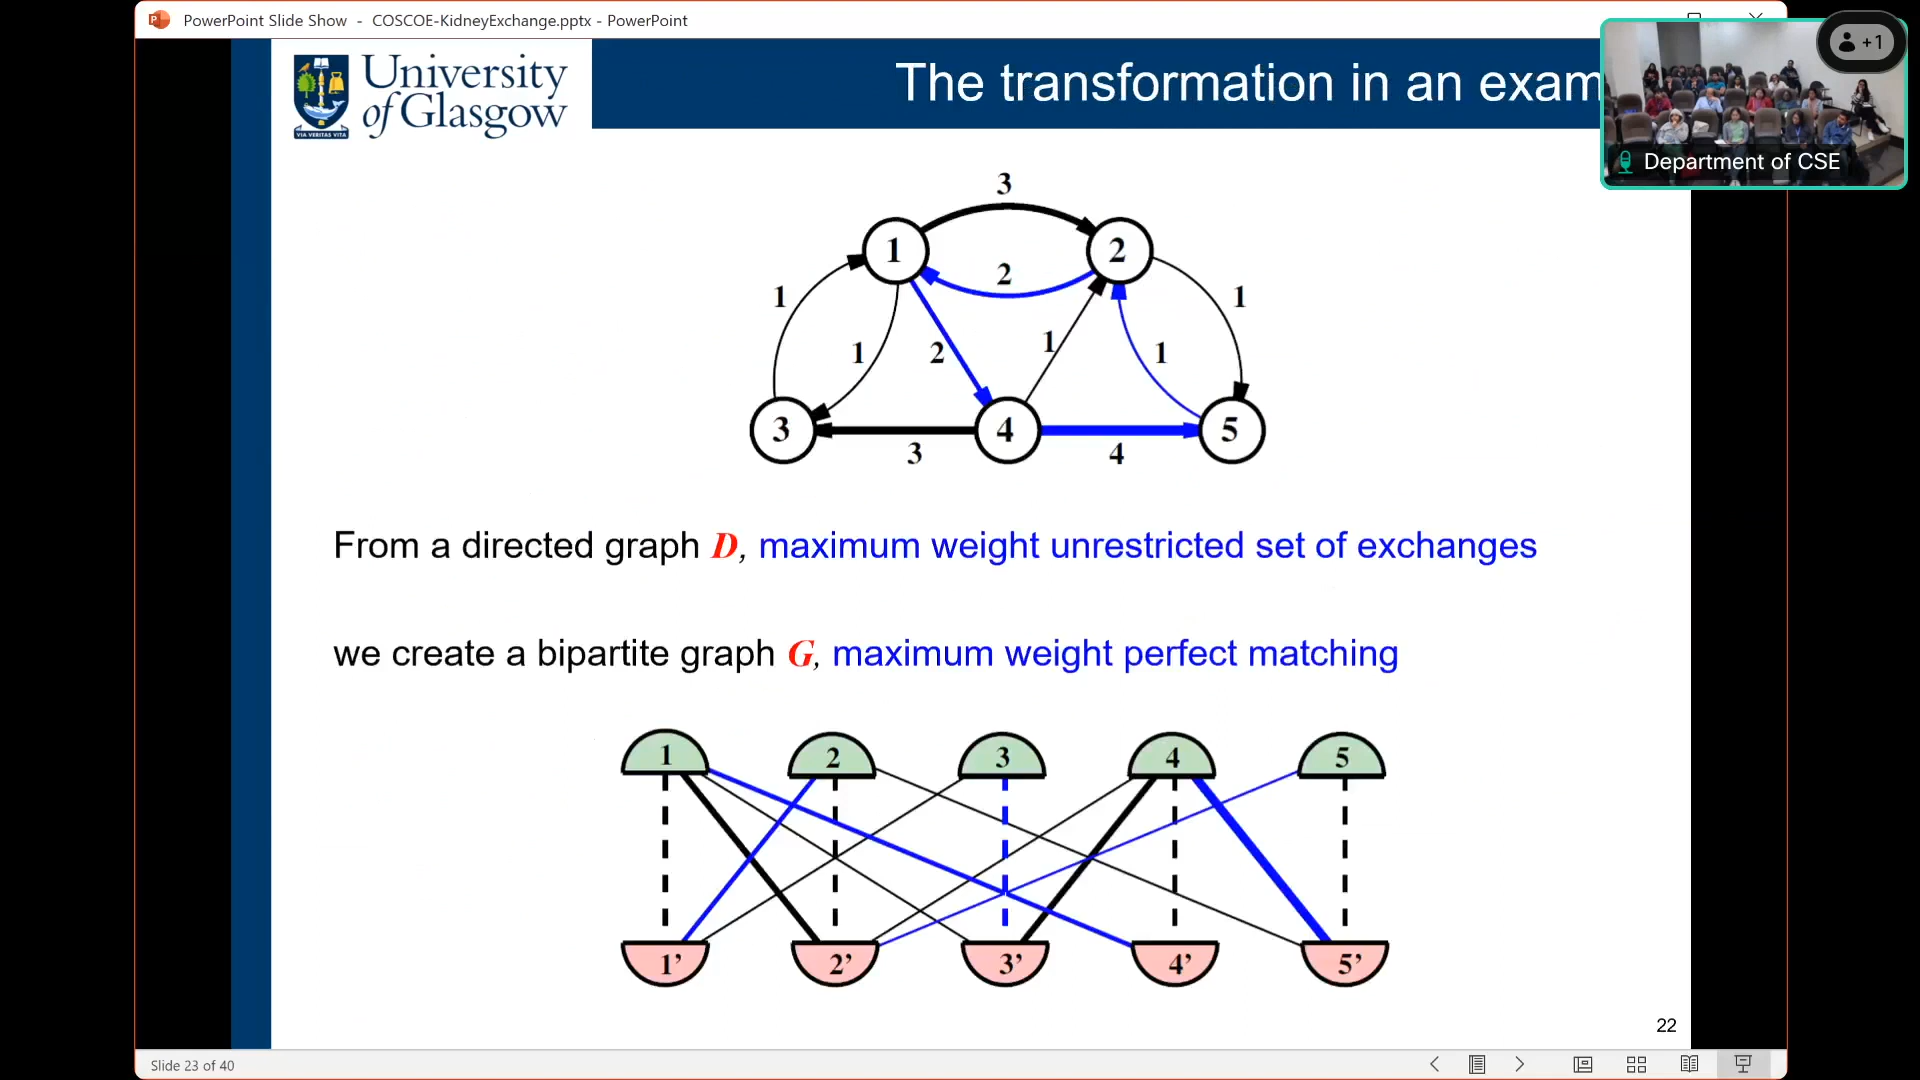 PowerPoint Slide Show - COSCOE-KidneyExchange.pptx - PowerPoint
+1
Department of CSE
University
of Glasgow
VIA VERITAS VITA
The transformation in an exam
3
1
2
2
1
1
1
2
1
1
3
4
5
3
4
From a directed graph D, maximum weight unrestricted set of exchanges
we create a bipartite graph G, maximum weight perfect matching
1 2 3 4 5
1’ 2’ 3’ 4’ 5’
22
Slide 23 of 40